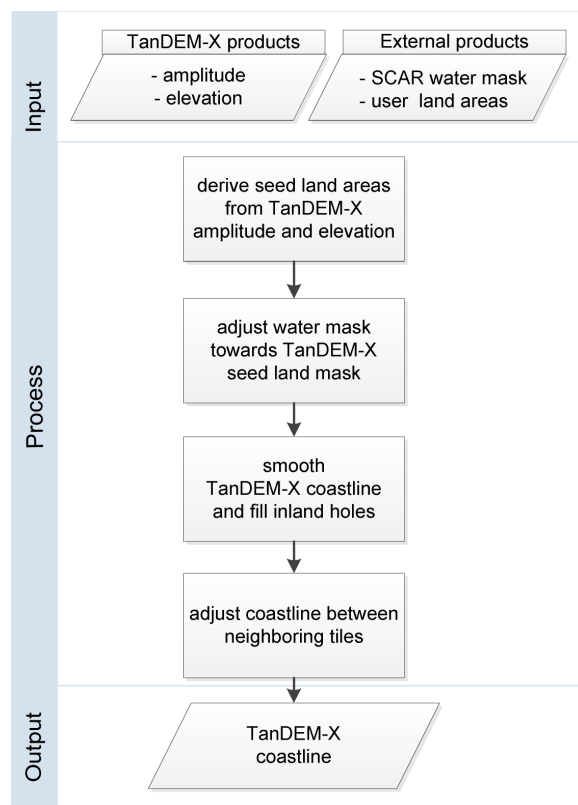 Input
TanDEM-X products
- amplitude
- elevation
External products
- SCAR water mask
- user land areas
Process
derive seed land areas
from TanDEM-X
amplitude and elevation
adjust water mask
towards TanDEM-X
seed land mask
smooth
TanDEM-X coastline
and fill inland holes
adjust coastline between
neighboring tiles
Output
TanDEM-X
coastline